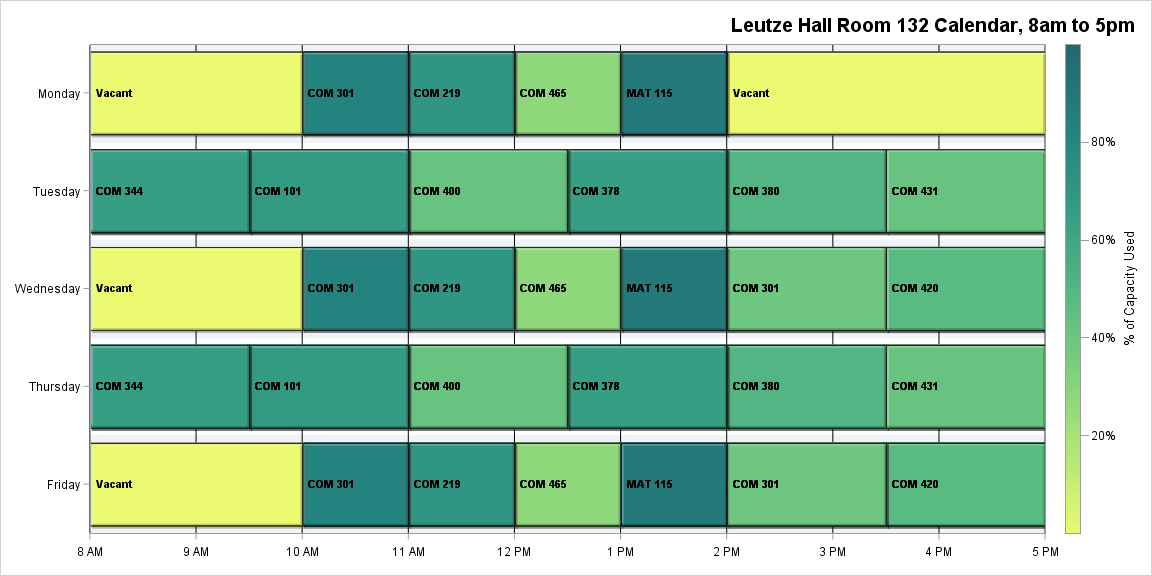 Leutze Hall Room 132 Calendar, 8am to 5pm
Monday
Vacant
COM 301
COM 219
COM 465
MAT 115
Vacant
Tuesday
COM 344
COM 101
COM 400
COM 378
COM 380
COM 431
Wednesday
Vacant
COM 301
COM 219
COM 465
MAT 115
COM 301
COM 420
Thursday
COM 344
COM 101
COM 400
COM 378
COM 380
COM 431
Friday
Vacant
COM 301
COM 219
COM 465
MAT 115
COM 301
COM 420
8 AM
9 AM
10 AM
11 AM
12 PM
1 PM
2 PM
3 PM
4 PM
5 PM
80%
60%
40%
20%
% of Capacity Used